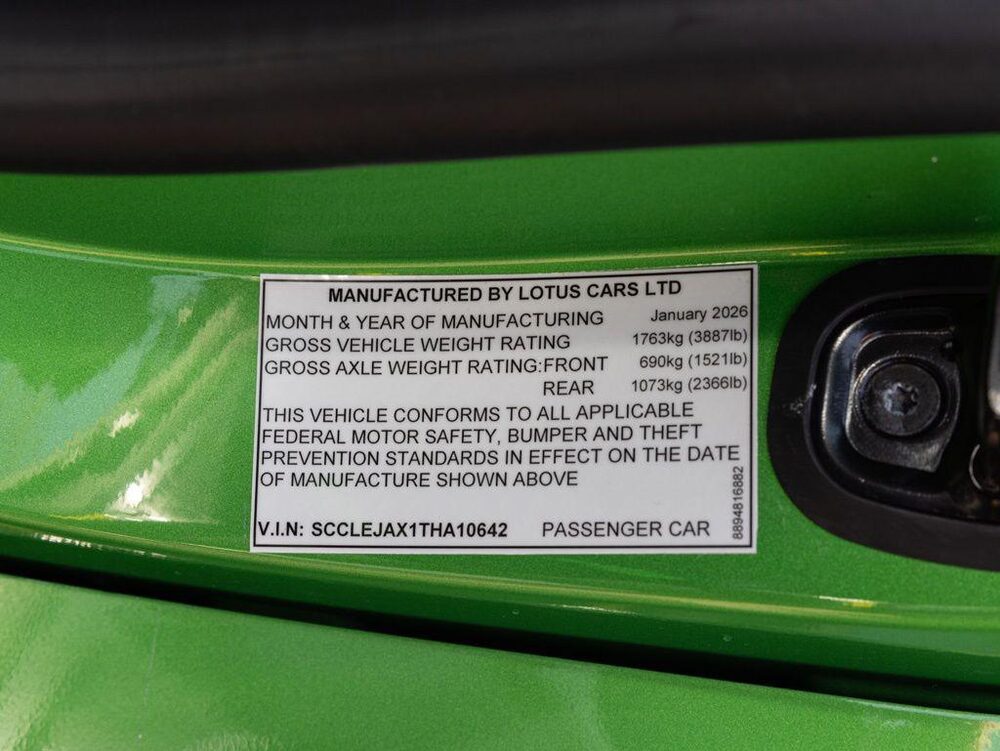 MANUFACTURED BY LOTUS CARS LTD
MONTH & YEAR OF MANUFACTURING January 2026
GROSS VEHICLE WEIGHT RATING 1763kg (3887lb)
GROSS AXLE WEIGHT RATING:FRONT 690kg (1521lb)
REAR 1073kg (2366lb)
THIS VEHICLE CONFORMS TO ALL APPLICABLE
FEDERAL MOTOR SAFETY, BUMPER AND THEFT
PREVENTION STANDARDS IN EFFECT ON THE DATE
OF MANUFACTURE SHOWN ABOVE
V.I.N: SCCLEJAX1THA10642 PASSENGER CAR
8894816882